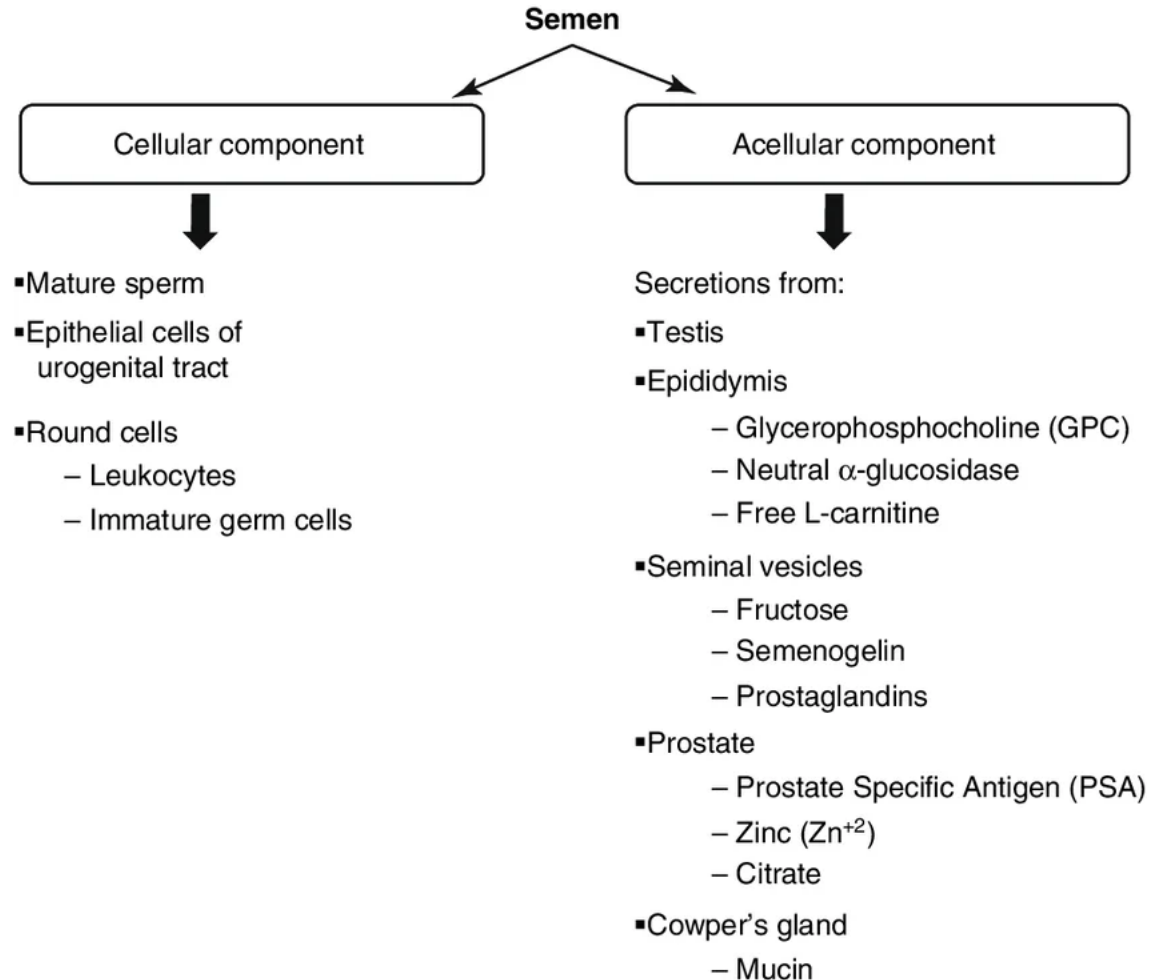 Semen
Cellular component
▪Mature sperm
▪Epithelial cells of
urogenital tract
▪Round cells
– Leukocytes
– Immature germ cells
Acellular component
Secretions from:
▪Testis
▪Epididymis
– Glycerophosphocholine (GPC)
– Neutral α-glucosidase
– Free L-carnitine
▪Seminal vesicles
– Fructose
– Semenogelin
– Prostaglandins
▪Prostate
– Prostate Specific Antigen (PSA)
– Zinc (Zn⁺²)
– Citrate
▪Cowper’s gland
– Mucin